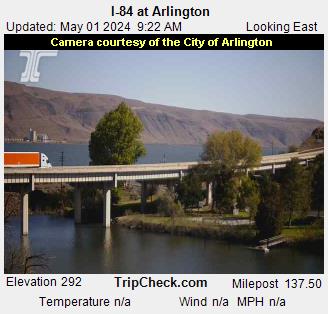 I-84 at Arlington
Updated: May 01 2024 9:22 AM Looking East
Camera courtesy of the City of Arlington
Elevation 292 TripCheck.com Milepost 137.50
Temperature n/a Wind n/a MPH n/a